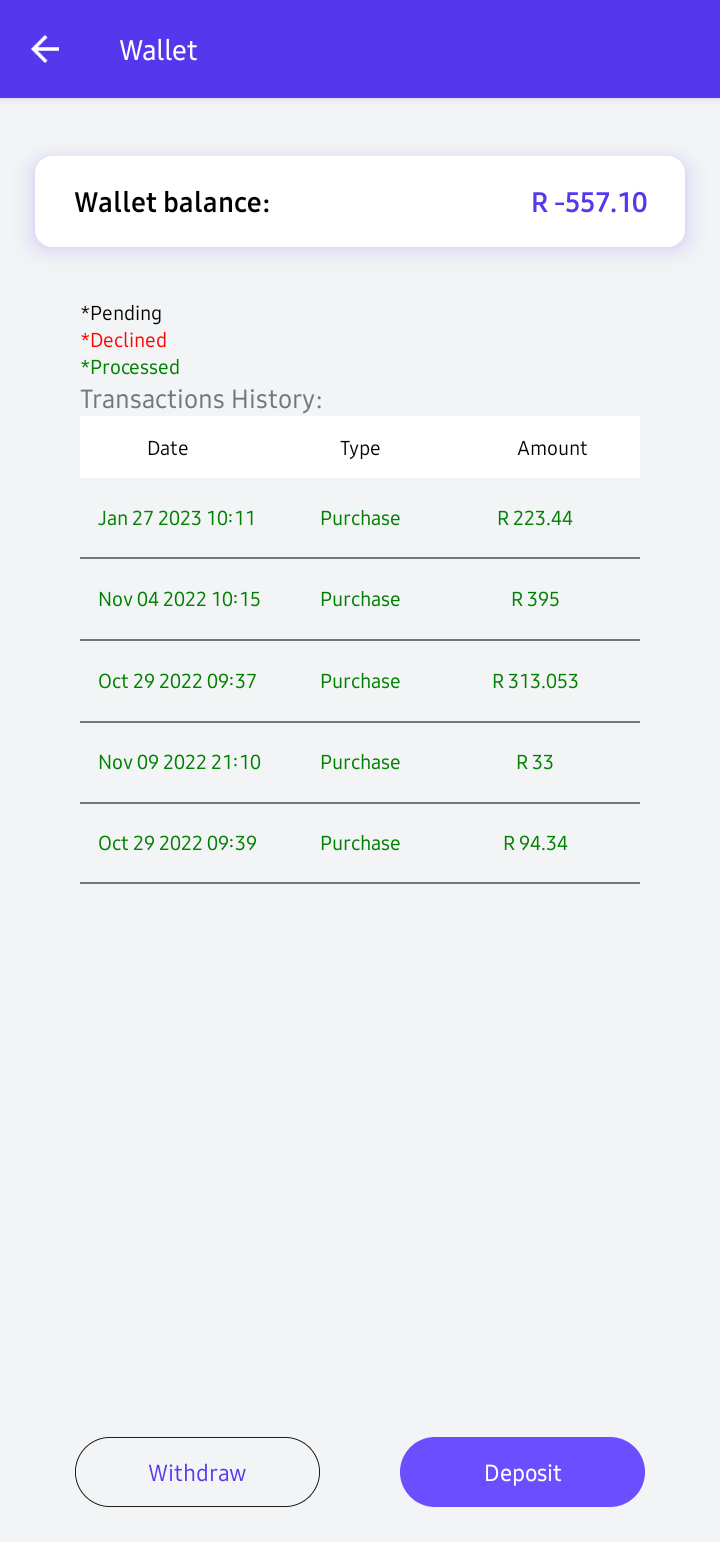 Wallet
Wallet balance: R -557.10
*Pending
*Declined
*Processed
Transactions History:
Date Type Amount
Jan 27 2023 10:11 Purchase R 223.44
Nov 04 2022 10:15 Purchase R 395
Oct 29 2022 09:37 Purchase R 313.053
Nov 09 2022 21:10 Purchase R 33
Oct 29 2022 09:39 Purchase R 94.34
Withdraw Deposit